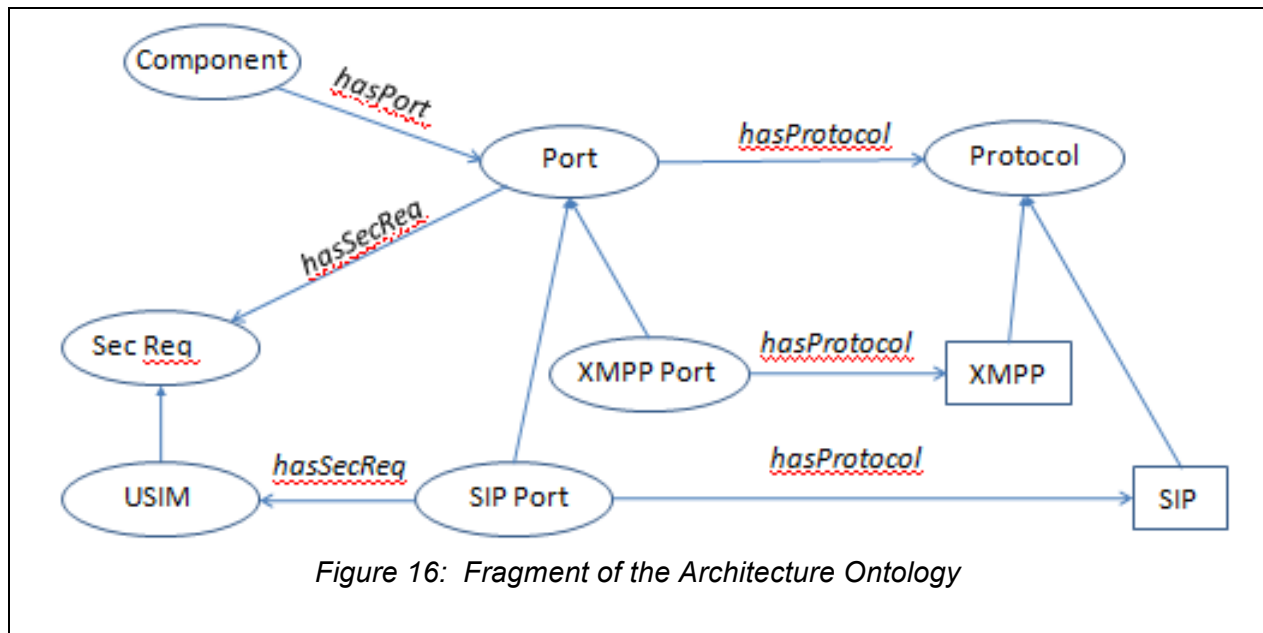 Component
hasPort
Port
hasProtocol
Protocol
hasSecReq
Sec Req
XMPP Port
hasProtocol
XMPP
USIM
hasSecReq
SIP Port
hasProtocol
SIP
Figure 16: Fragment of the Architecture Ontology